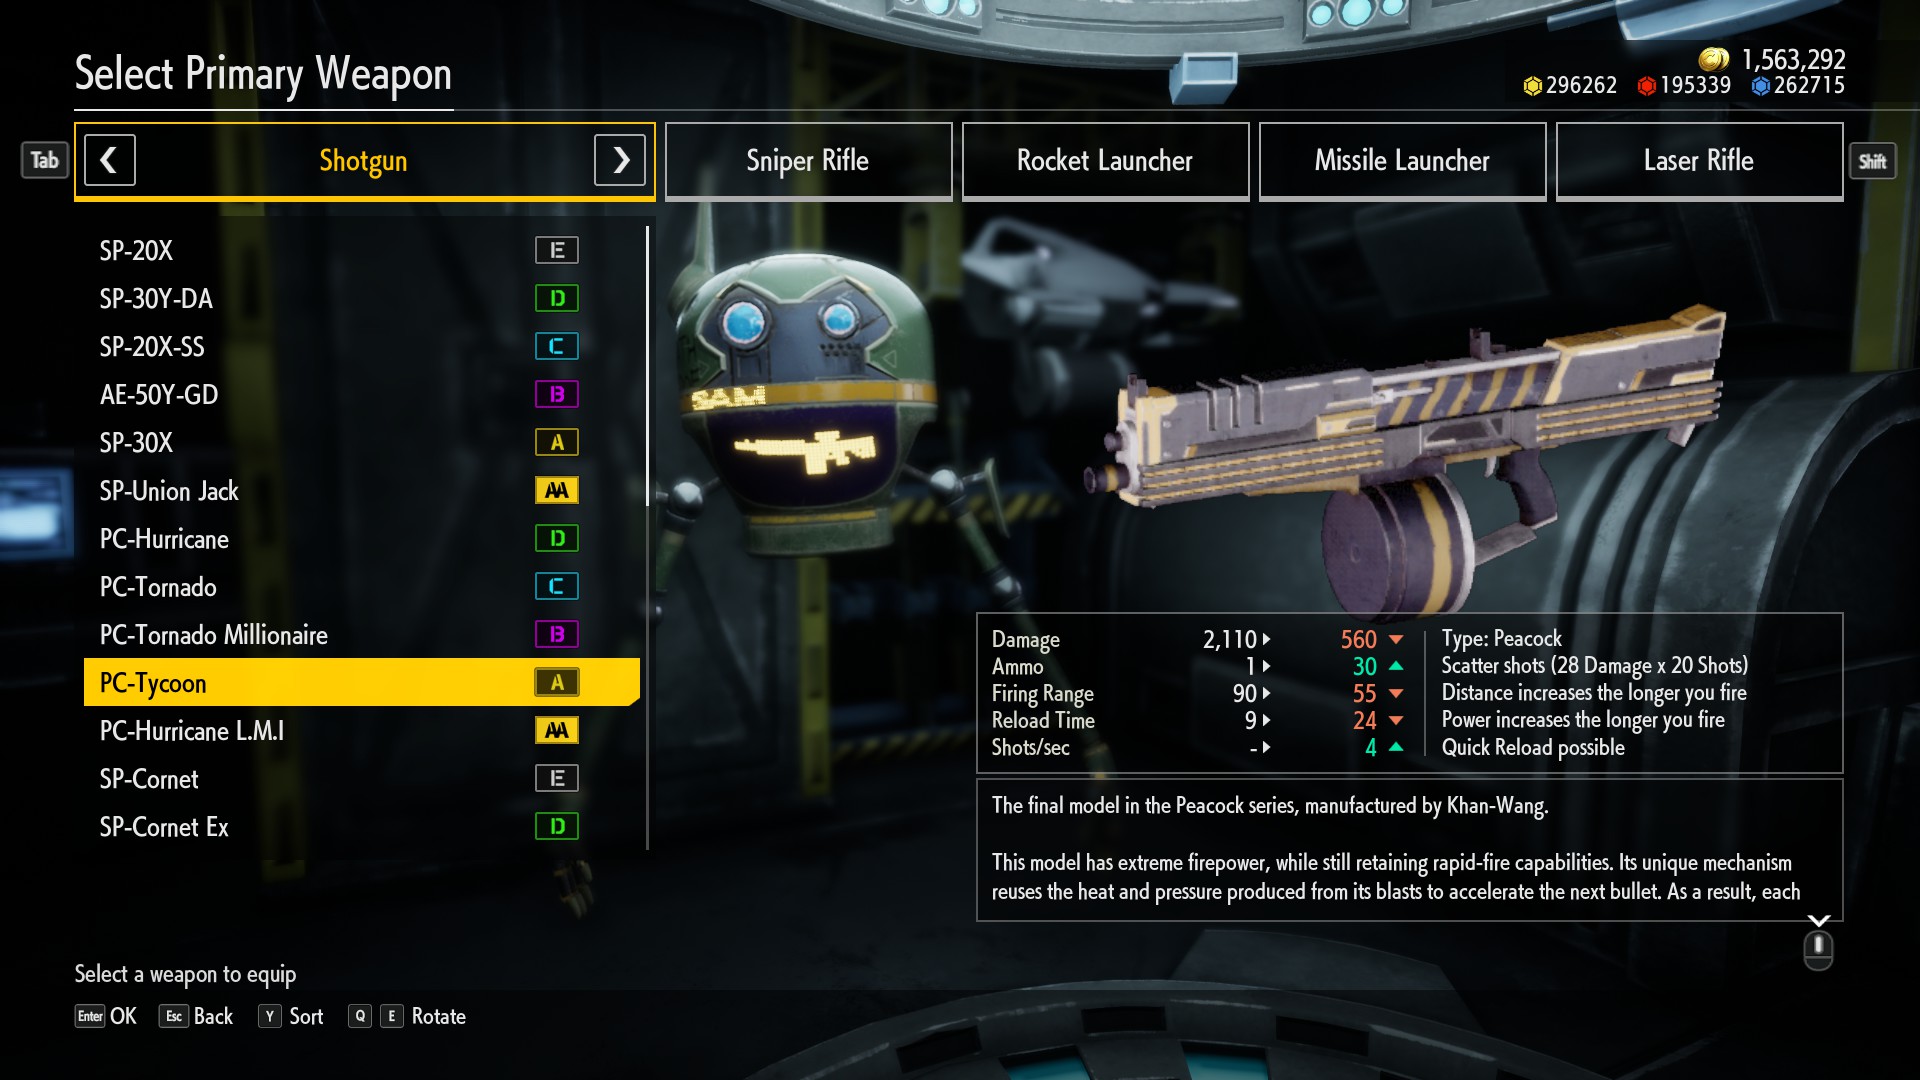 Select Primary Weapon
1,563,292
296262 195339 262715
Tab Shotgun Sniper Rifle Rocket Launcher Missile Launcher Laser Rifle Shift
SP-20X E
SP-30Y-DA D
SP-20X-SS C
AE-50Y-GD B
SP-30X A
SP-Union Jack AA
PC-Hurricane D
PC-Tornado C
PC-Tornado Millionaire B
PC-Tycoon A
PC-Hurricane L.M.I AA
SP-Cornet E
SP-Cornet Ex D
SAM
Damage 2,110 560
Ammo 1 30
Firing Range 90 55
Reload Time 9 24
Shots/sec - 4
Type: Peacock
Scatter shots (28 Damage x 20 Shots)
Distance increases the longer you fire
Power increases the longer you fire
Quick Reload possible
The final model in the Peacock series, manufactured by Khan-Wang.
This model has extreme firepower, while still retaining rapid-fire capabilities. Its unique mechanism
reuses the heat and pressure produced from its blasts to accelerate the next bullet. As a result, each
Select a weapon to equip
Enter OK Esc Back Y Sort Q E Rotate